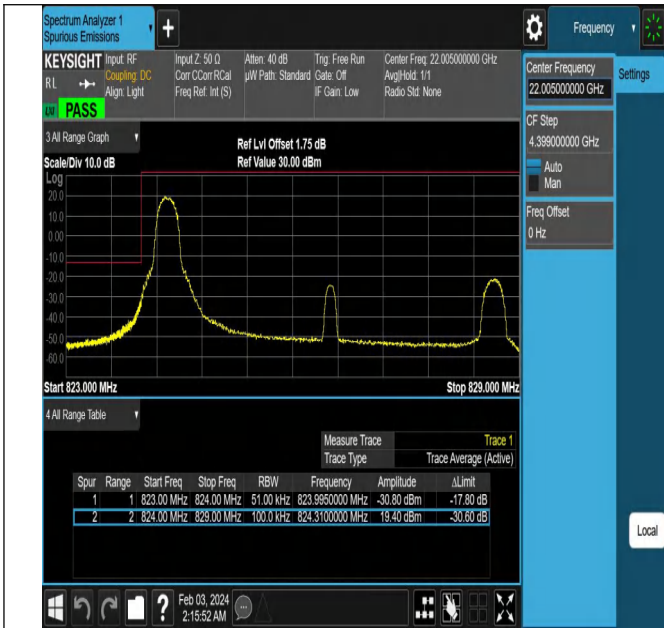 Spectrum Analyzer 1
Spurious Emissions
Frequency
KEYSIGHT Input: RF Input Z: 50 Ω Atten: 40 dB Trig: Free Run Center Freq: 22.005000000 GHz
RL Coupling: DC Corr CCorr RCal µW Path: Standard Gate: Off Avg|Hold: 1/1
Align: Light Freq Ref: Int (S) IF Gain: Low Radio Std: None
PASS
Center Frequency
22.005000000 GHz
Settings
CF Step
4.399000000 GHz
Auto
Man
Freq Offset
0 Hz
3 All Range Graph
Ref Lvl Offset 1.75 dB
Scale/Div 10.0 dB Ref Value 30.00 dBm
Log
20.0
10.0
0.00
-10.0
-20.0
-30.0
-40.0
-50.0
-60.0
Start 823.000 MHz Stop 829.000 MHz
4 All Range Table
Measure Trace Trace 1
Trace Type Trace Average (Active)
Spur Range Start Freq Stop Freq RBW Frequency Amplitude ΔLimit
1 1 823.00 MHz 824.00 MHz 51.00 kHz 823.9950000 MHz -30.80 dBm -17.80 dB
2 2 824.00 MHz 829.00 MHz 100.0 kHz 824.3100000 MHz 19.40 dBm -30.60 dB
Local
? Feb 03, 2024
2:15:52 AM